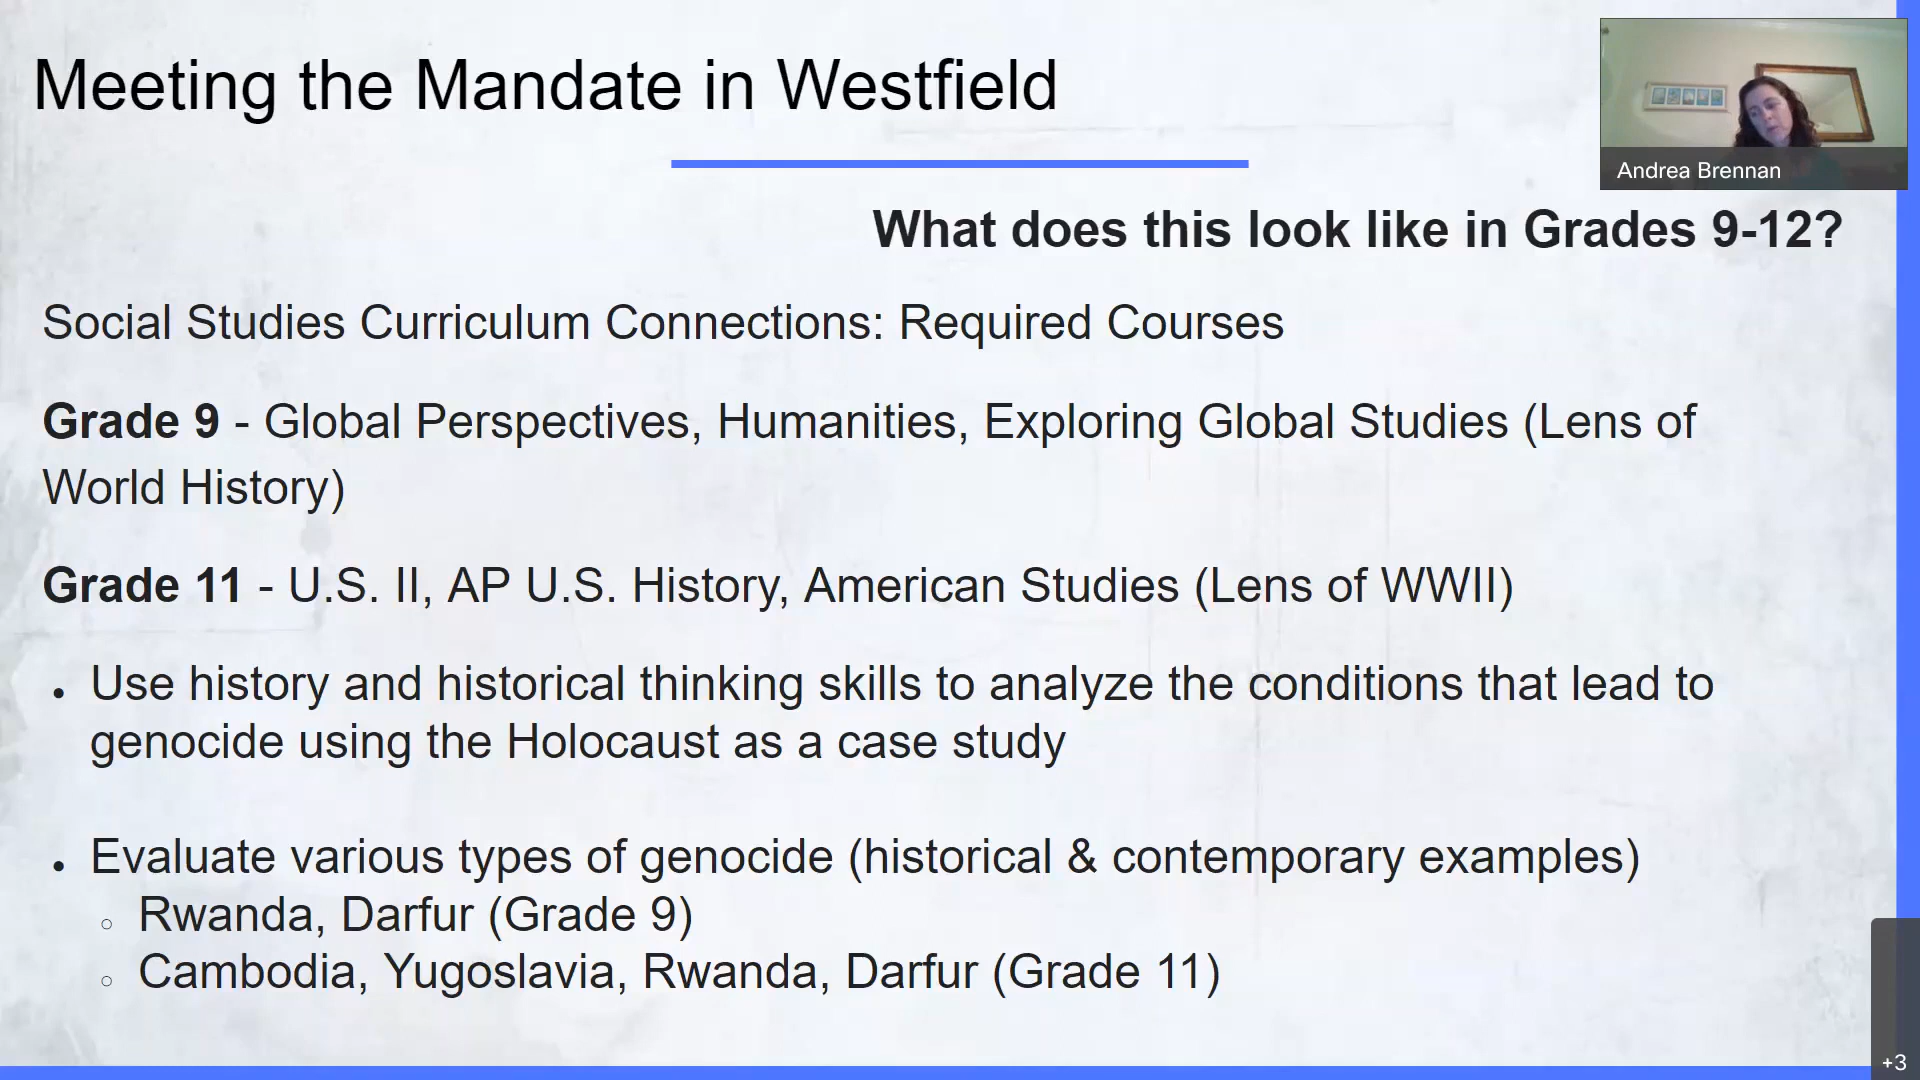 Meeting the Mandate in Westfield
Andrea Brennan
What does this look like in Grades 9-12?
Social Studies Curriculum Connections: Required Courses
Grade 9 - Global Perspectives, Humanities, Exploring Global Studies (Lens of
World History)
Grade 11 - U.S. II, AP U.S. History, American Studies (Lens of WWII)
• Use history and historical thinking skills to analyze the conditions that lead to
genocide using the Holocaust as a case study
• Evaluate various types of genocide (historical & contemporary examples)
○ Rwanda, Darfur (Grade 9)
○ Cambodia, Yugoslavia, Rwanda, Darfur (Grade 11)
+3